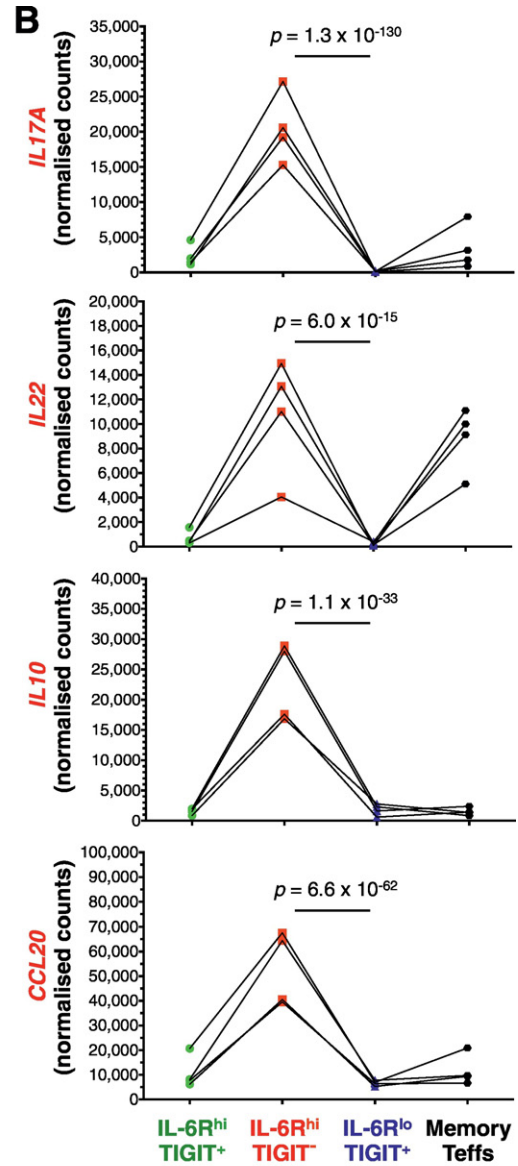 B
IL17A
(normalised counts)
35,000
30,000
25,000
20,000
15,000
10,000
5,000
0
p = 1.3 x 10⁻¹³⁰
IL22
(normalised counts)
20,000
18,000
16,000
14,000
12,000
10,000
8,000
6,000
4,000
2,000
0
p = 6.0 x 10⁻¹⁵
IL10
(normalised counts)
40,000
35,000
30,000
25,000
20,000
15,000
10,000
5,000
0
p = 1.1 x 10⁻³³
CCL20
(normalised counts)
100,000
90,000
80,000
70,000
60,000
50,000
40,000
30,000
20,000
10,000
0
p = 6.6 x 10⁻⁶²
IL-6Rʰⁱ
TIGIT⁺
IL-6Rʰⁱ
TIGIT⁻
IL-6Rˡᵒ
TIGIT⁺
Memory
Teffs